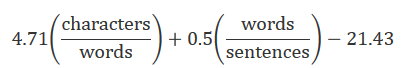 4.71(characters/words) + 0.5(words/sentences) − 21.43